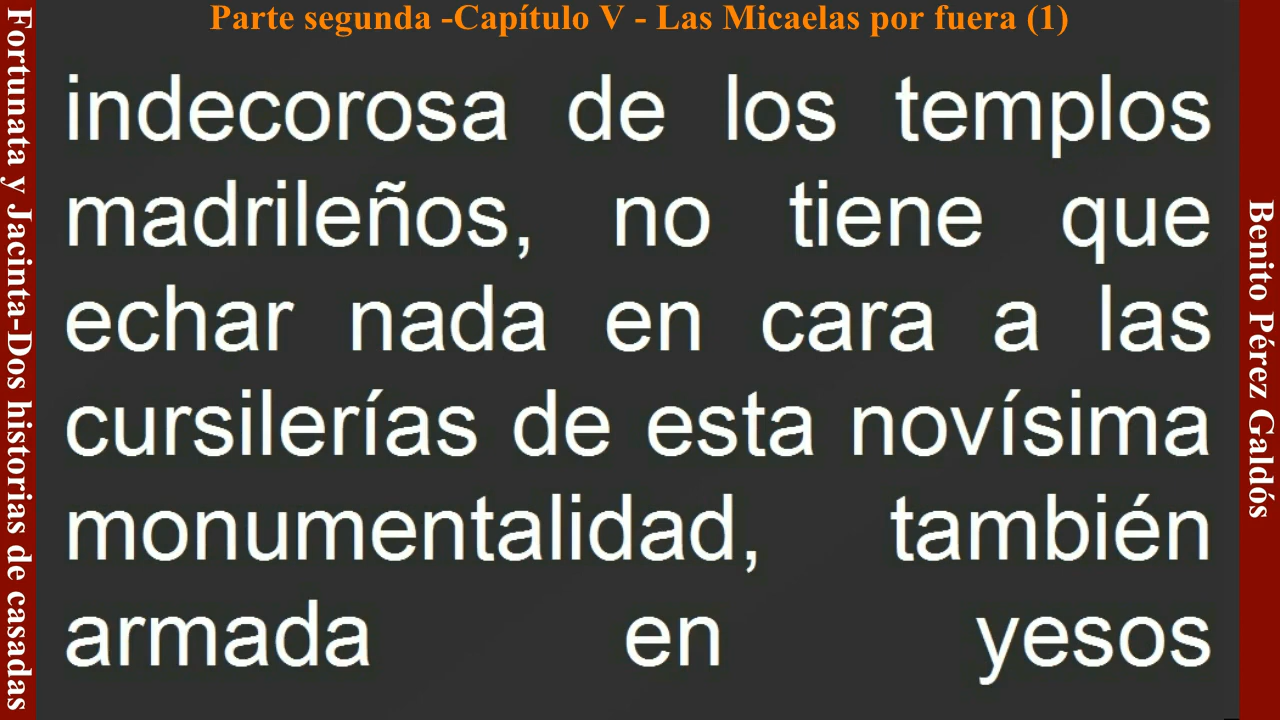 Parte segunda -Capítulo V - Las Micaelas por fuera (1)
Fortunata y Jacinta-Dos historias de casadas
indecorosa de los templos
madrileños, no tiene que
echar nada en cara a las
cursilerías de esta novísima
monumentalidad, también
armada en yesos
Benito Pérez Galdós